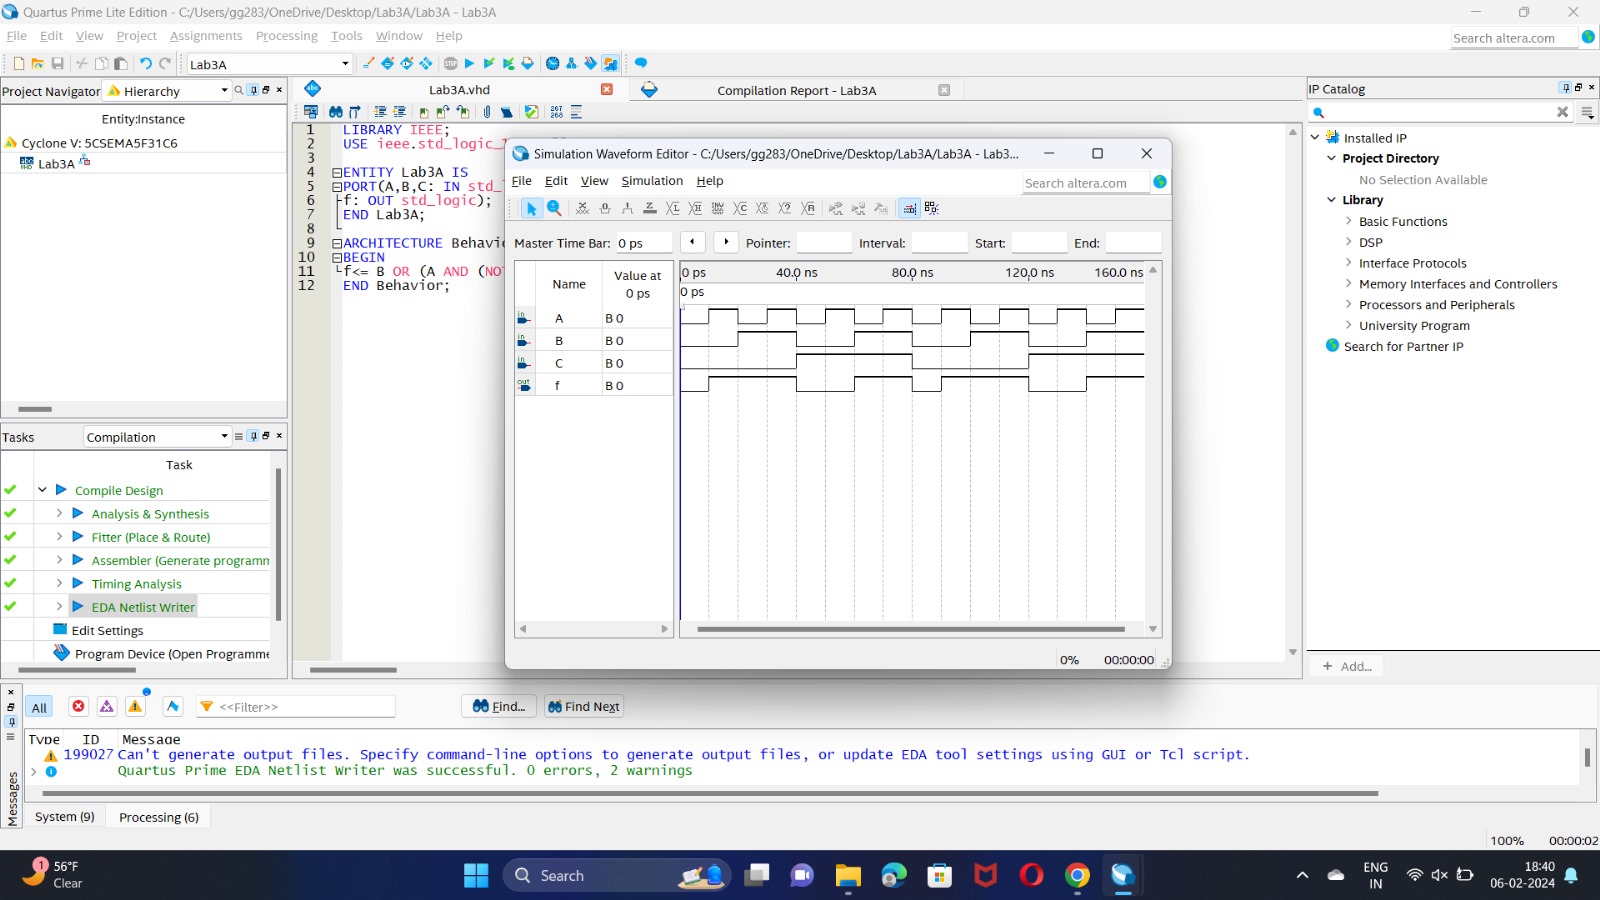 Quartus Prime Lite Edition - C:/Users/gg283/OneDrive/Desktop/Lab3A/Lab3A - Lab3A
File Edit View Project Assignments Processing Tools Window Help
Search altera.com
Lab3A
Project Navigator Hierarchy
Entity:Instance
Cyclone V: 5CSEMA5F31C6
Lab3A
Tasks Compilation
Task
Compile Design
Analysis & Synthesis
Fitter (Place & Route)
Assembler (Generate programm
Timing Analysis
EDA Netlist Writer
Edit Settings
Program Device (Open Programme
Lab3A.vhd
Compilation Report - Lab3A
267
268
1 LIBRARY IEEE;
2 USE ieee.std_logic_
3
4 ENTITY Lab3A IS
5 PORT(A,B,C: IN std_
6 f: OUT std_logic);
7 END Lab3A;
8
9 ARCHITECTURE Behavio
10 BEGIN
11 f<= B OR (A AND (NO
12 END Behavior;
Simulation Waveform Editor - C:/Users/gg283/OneDrive/Desktop/Lab3A/Lab3A - Lab3...
File Edit View Simulation Help
Search altera.com
Master Time Bar: 0 ps Pointer: Interval: Start: End:
Name Value at 0 ps
0 ps 40.0 ns 80.0 ns 120.0 ns 160.0 ns
0 ps
in A B 0
in B B 0
in C B 0
out f B 0
0% 00:00:00
IP Catalog
Installed IP
Project Directory
No Selection Available
Library
Basic Functions
DSP
Interface Protocols
Memory Interfaces and Controllers
Processors and Peripherals
University Program
Search for Partner IP
+ Add...
Messages
All <<Filter>> Find... Find Next
Type ID Message
199027 Can't generate output files. Specify command-line options to generate output files, or update EDA tool settings using GUI or Tcl script.
Quartus Prime EDA Netlist Writer was successful. 0 errors, 2 warnings
System (9) Processing (6)
100% 00:00:02
1
56°F
Clear
Search
ENG
IN
18:40
06-02-2024